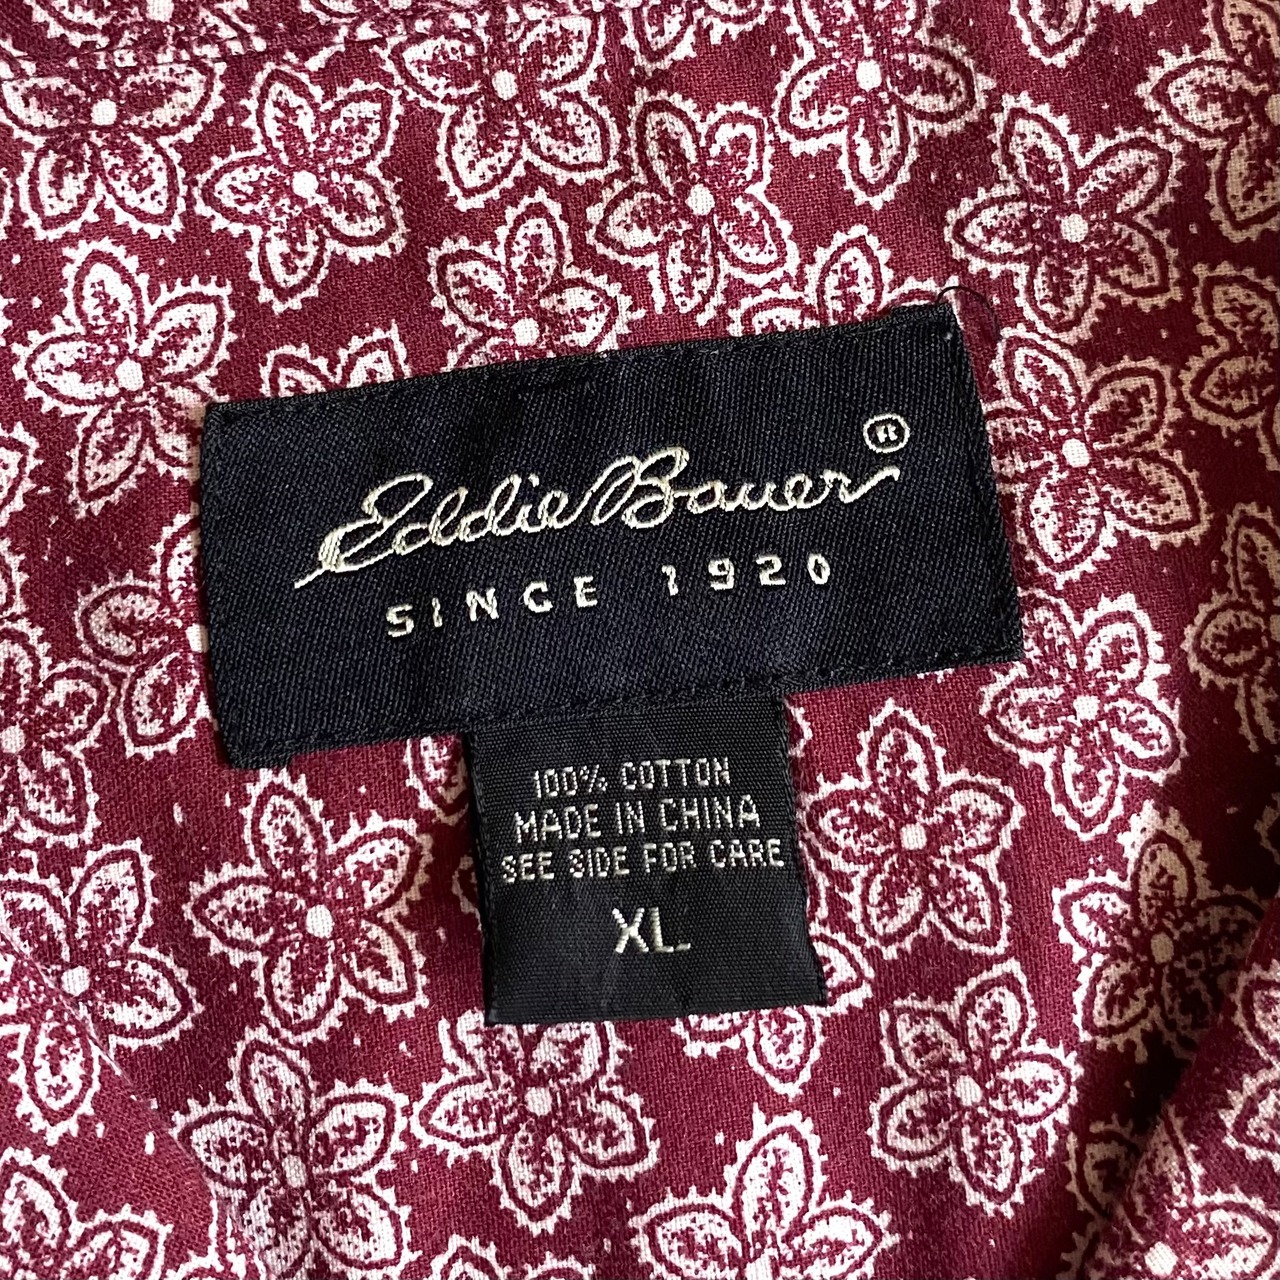 Eddie Bauer®
SINCE 1920
100% COTTON
MADE IN CHINA
SEE SIDE FOR CARE
XL